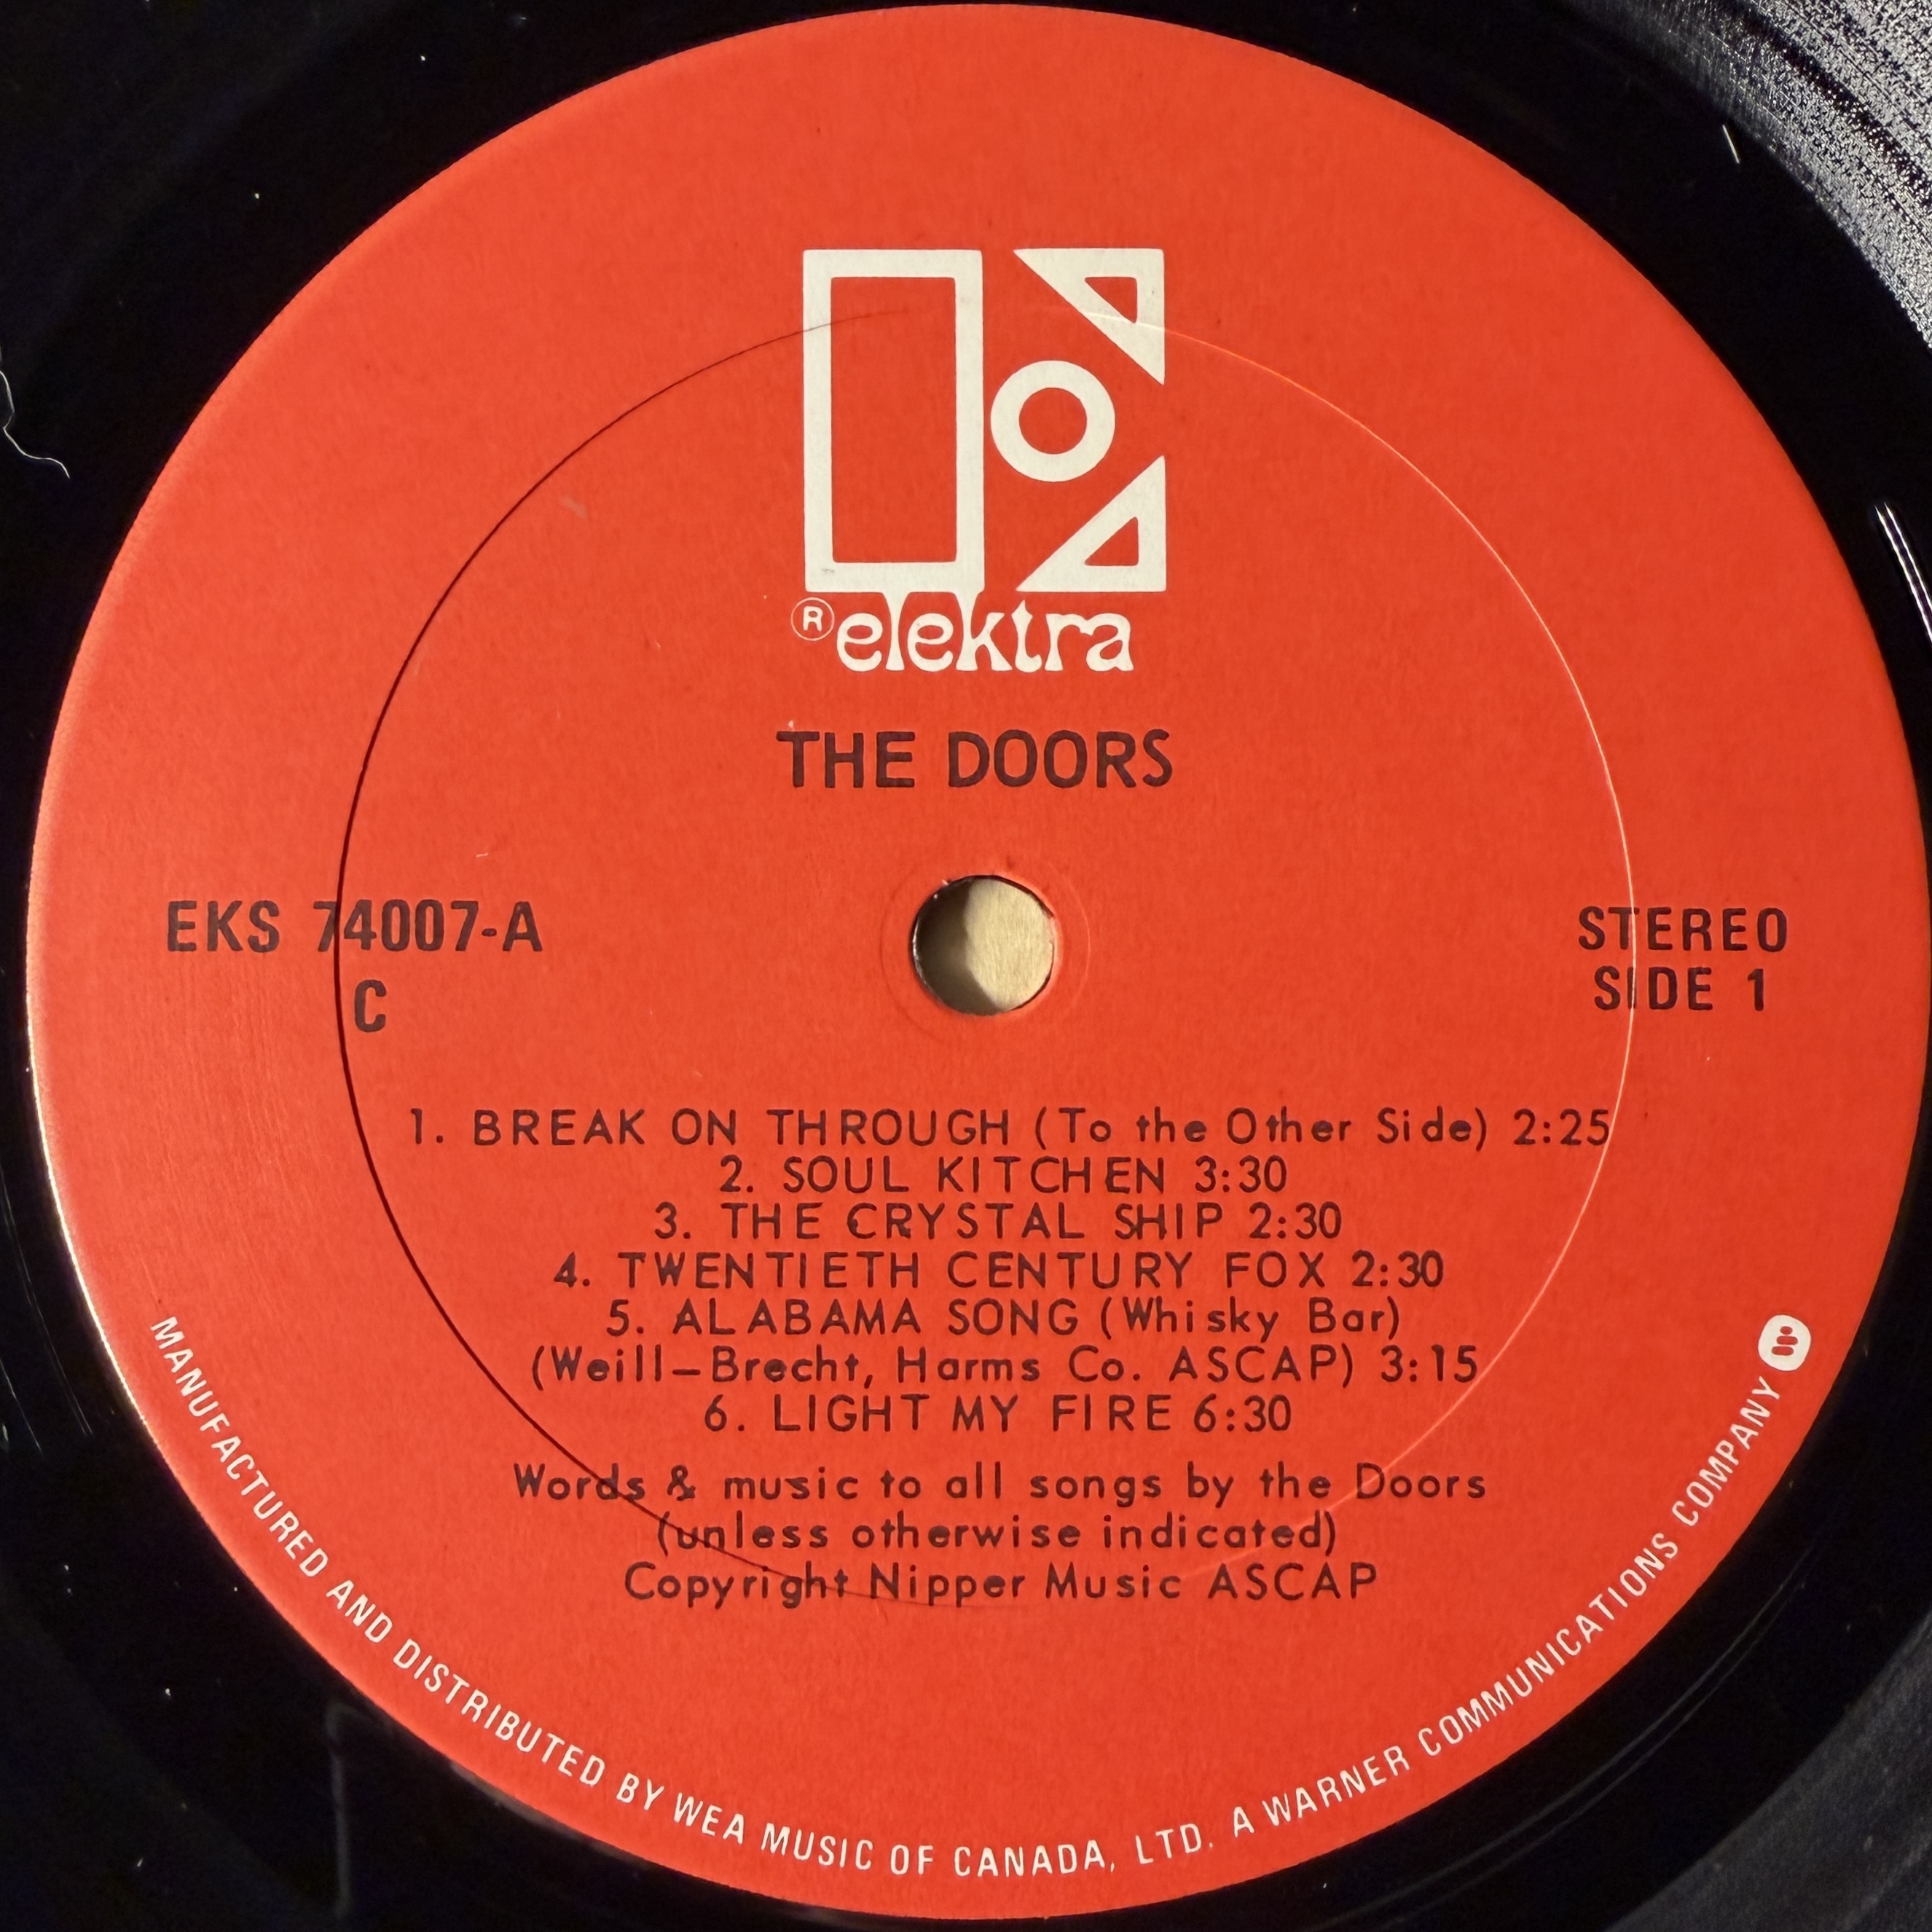 ® elektra
THE DOORS
EKS 74007-A
C
STEREO
SIDE 1
1. BREAK ON THROUGH (To the Other Side) 2:25
2. SOUL KITCHEN 3:30
3. THE CRYSTAL SHIP 2:30
4. TWENTIETH CENTURY FOX 2:30
5. ALABAMA SONG (Whisky Bar)
(Weill–Brecht, Harms Co. ASCAP) 3:15
6. LIGHT MY FIRE 6:30
Words & music to all songs by the Doors
(unless otherwise indicated)
Copyright Nipper Music ASCAP
MANUFACTURED AND DISTRIBUTED BY WEA MUSIC OF CANADA, LTD. A WARNER COMMUNICATIONS COMPANY